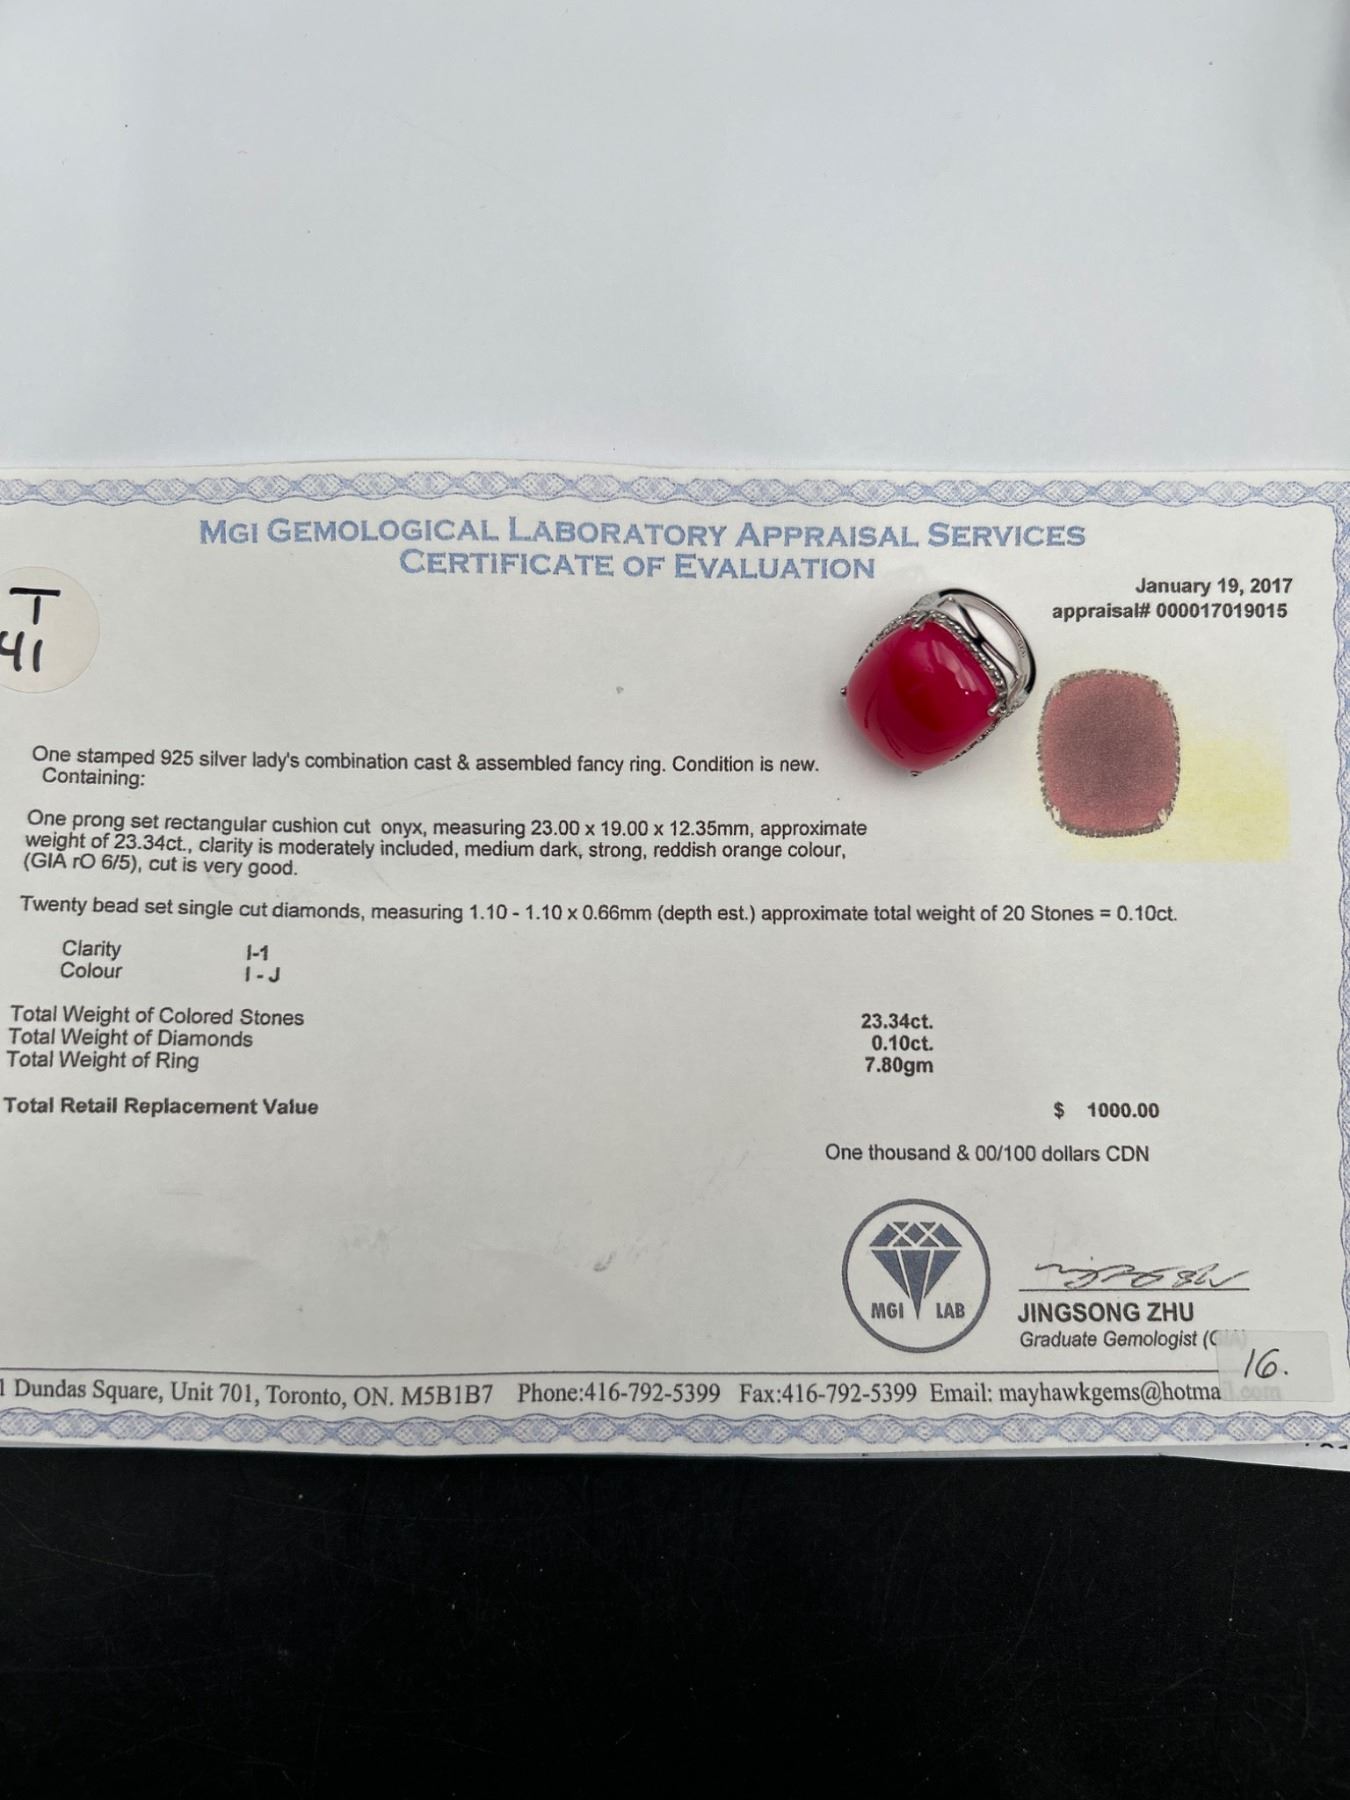 MGI GEMOLOGICAL LABORATORY APPRAISAL SERVICES
CERTIFICATE OF EVALUATION
January 19, 2017
appraisal# 000017019015
T
41
One stamped 925 silver lady's combination cast & assembled fancy ring. Condition is new.
Containing:
One prong set rectangular cushion cut onyx, measuring 23.00 x 19.00 x 12.35mm, approximate
weight of 23.34ct., clarity is moderately included, medium dark, strong, reddish orange colour,
(GIA rO 6/5), cut is very good.
Twenty bead set single cut diamonds, measuring 1.10 - 1.10 x 0.66mm (depth est.) approximate total weight of 20 Stones = 0.10ct.
Clarity I-1
Colour I - J
Total Weight of Colored Stones 23.34ct.
Total Weight of Diamonds 0.10ct.
Total Weight of Ring 7.80gm
Total Retail Replacement Value $ 1000.00
One thousand & 00/100 dollars CDN
MGI LAB
JINGSONG ZHU
Graduate Gemologist (GIA)
16.
1 Dundas Square, Unit 701, Toronto, ON. M5B1B7 Phone:416-792-5399 Fax:416-792-5399 Email: mayhawkgems@hotmail.com